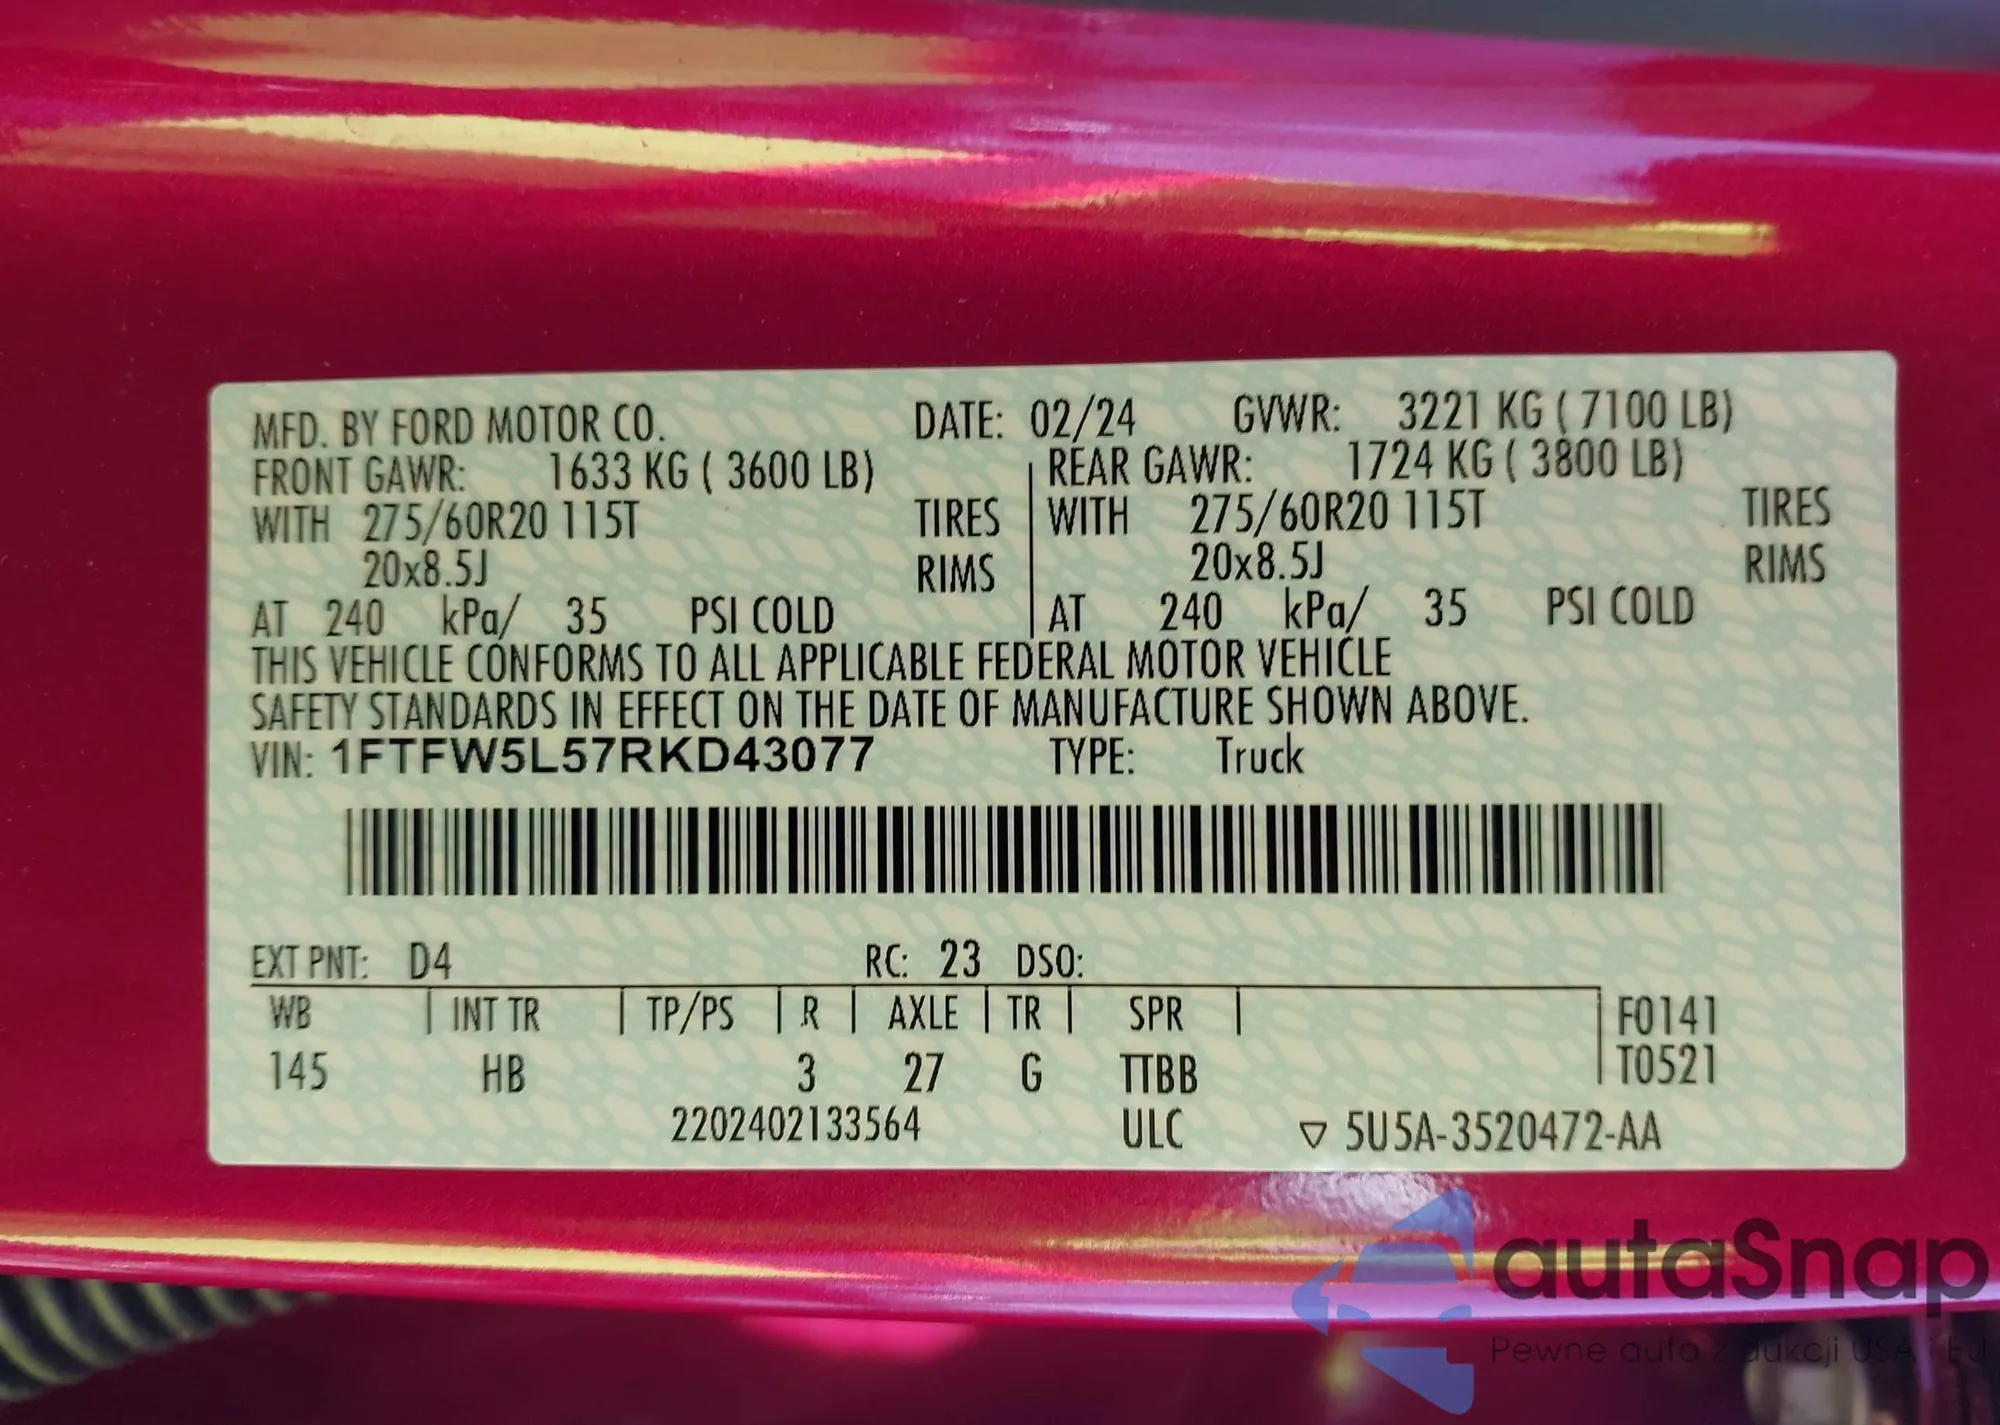 MFD. BY FORD MOTOR CO. DATE: 02/24 GVWR: 3221 KG ( 7100 LB)
FRONT GAWR: 1633 KG ( 3600 LB) REAR GAWR: 1724 KG ( 3800 LB)
WITH 275/60R20 115T TIRES WITH 275/60R20 115T TIRES
20x8.5J RIMS 20x8.5J RIMS
AT 240 kPa/ 35 PSI COLD AT 240 kPa/ 35 PSI COLD
THIS VEHICLE CONFORMS TO ALL APPLICABLE FEDERAL MOTOR VEHICLE
SAFETY STANDARDS IN EFFECT ON THE DATE OF MANUFACTURE SHOWN ABOVE.
VIN: 1FTFW5L57RKD43077 TYPE: Truck
EXT PNT: D4 RC: 23 DSO:
WB INT TR TP/PS R AXLE TR SPR F0141
145 HB 3 27 G TTBB T0521
2202402133564 ULC ▽ 5U5A-3520472-AA
autaSnap
Pewne auto z aukcji USA i EU